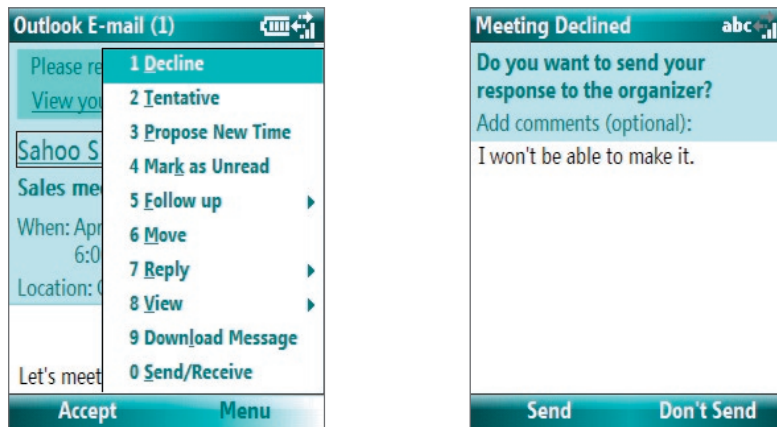 Outlook E-mail (1)
Please re
View you
Sahoo S
Sales me
When: Apr
6:0
Location:
Let's meet
1 Decline
2 Tentative
3 Propose New Time
4 Mark as Unread
5 Follow up
6 Move
7 Reply
8 View
9 Download Message
0 Send/Receive
Accept Menu
Meeting Declined abc
Do you want to send your
response to the organizer?
Add comments (optional):
I won't be able to make it.
Send Don't Send